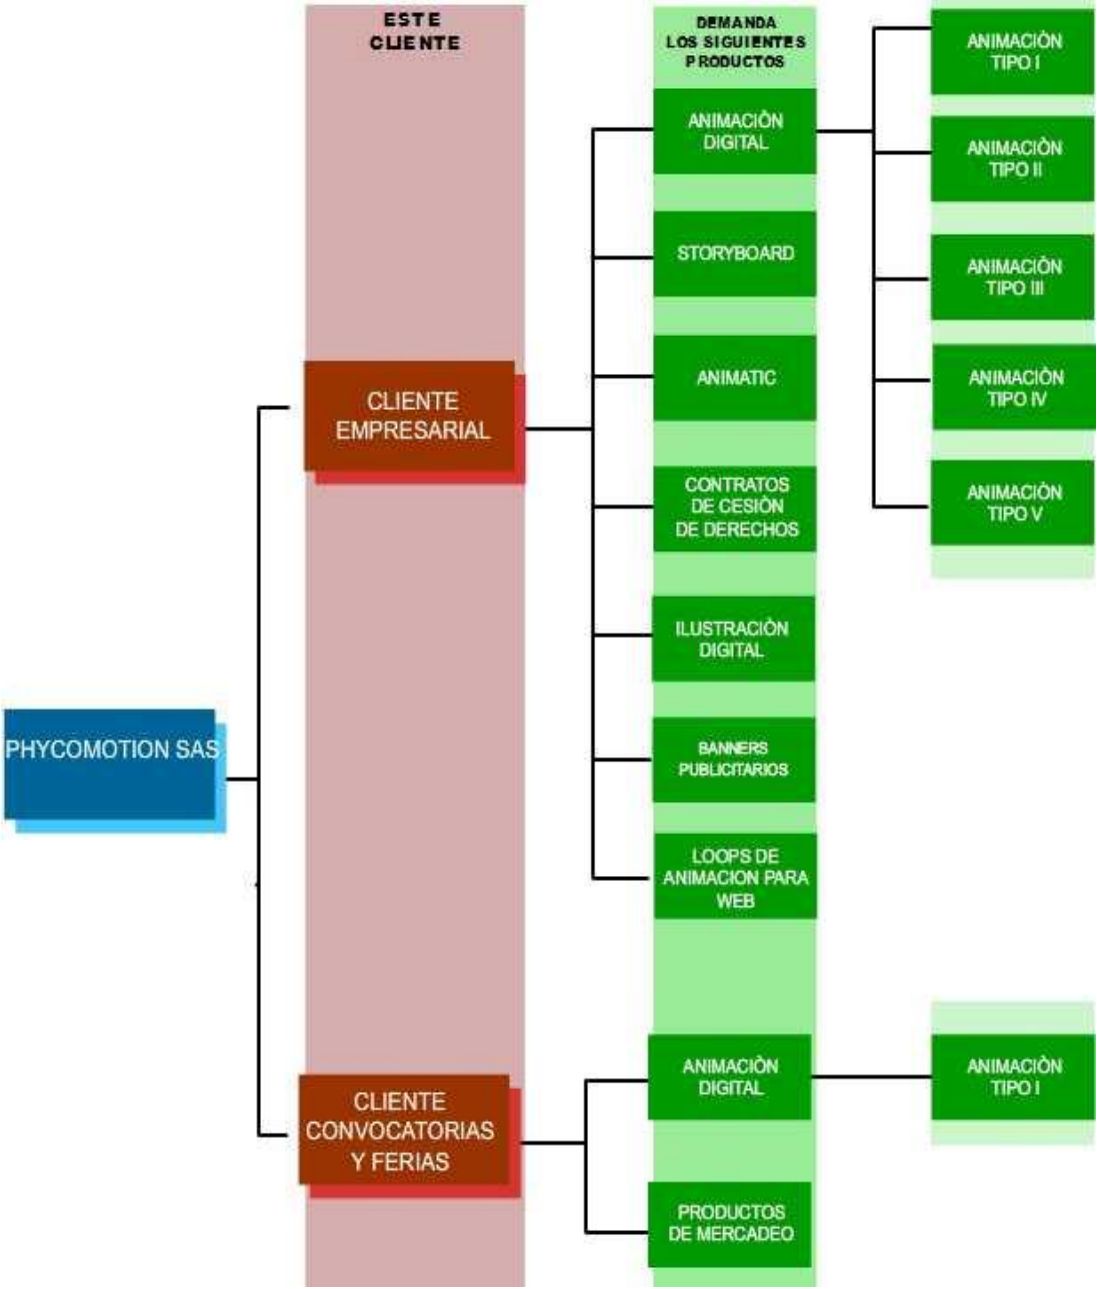 ESTE
CLIENTE
DEMANDA
LOS SIGUIENTES
PRODUCTOS
ANIMACIÒN
TIPO I
ANIMACIÒN
DIGITAL
ANIMACIÒN
TIPO II
STORYBOARD
ANIMACIÒN
TIPO III
ANIMATIC
ANIMACIÒN
TIPO IV
CLIENTE
EMPRESARIAL
CONTRATOS
DE CESIÒN
DE DERECHOS
ANIMACIÒN
TIPO V
ILUSTRACIÒN
DIGITAL
PHYCOMOTION SAS
BANNERS
PUBLICITARIOS
LOOPS DE
ANIMACION PARA
WEB
ANIMACIÒN
DIGITAL
ANIMACIÒN
TIPO I
CLIENTE
CONVOCATORIAS
Y FERIAS
PRODUCTOS
DE MERCADEO